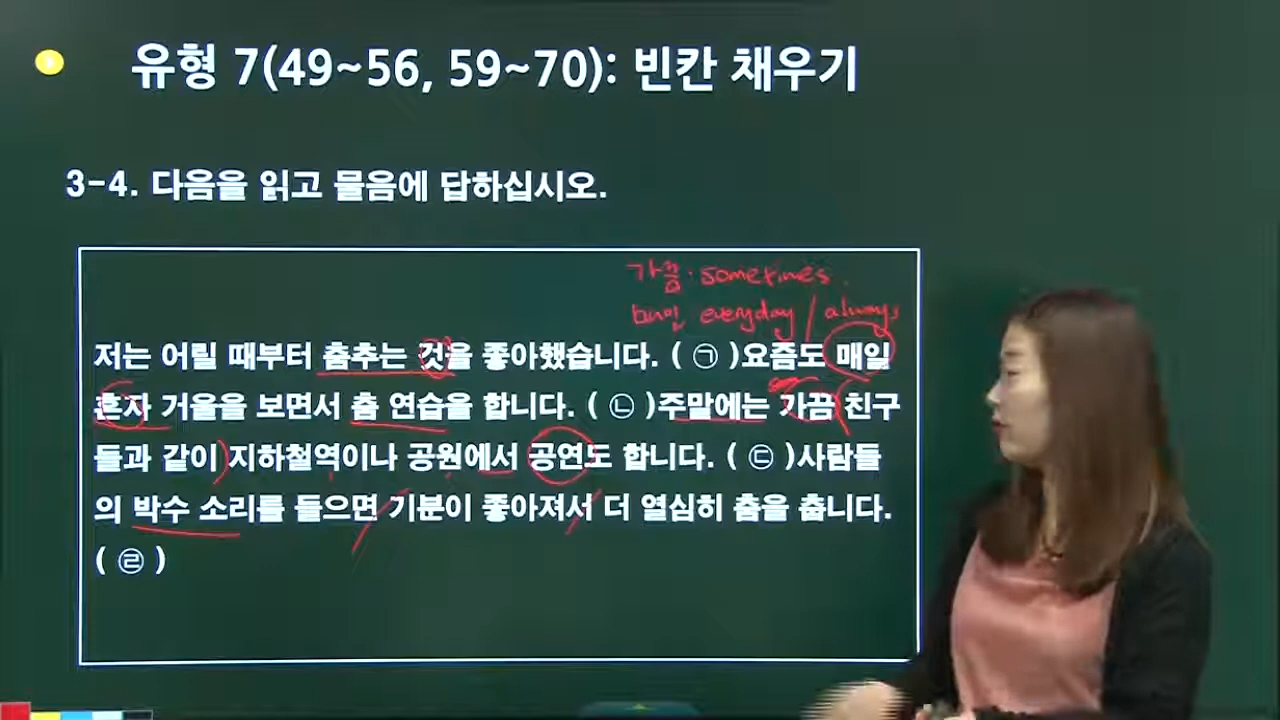 유형 7(49~56, 59~70): 빈칸 채우기
3-4. 다음을 읽고 물음에 답하십시오.
가끔. sometimes.
매일 everyday / always
저는 어릴 때부터 춤추는 것을 좋아했습니다. ( ㉠ )요즘도 매일
혼자 거울을 보면서 춤 연습을 합니다. ( ㉡ )주말에는 가끔 친구
들과 같이 지하철역이나 공원에서 공연도 합니다. ( ㉢ )사람들
의 박수 소리를 들으면 기분이 좋아져서 더 열심히 춤을 춥니다.
( ㉣ )